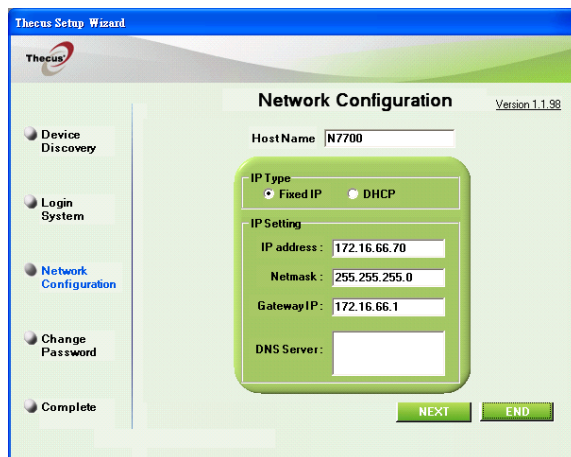 Thecus Setup Wizard
Thecus
Network Configuration
Version 1.1.98
Device
Discovery
Login
System
Network
Configuration
Change
Password
Complete
Host Name N7700
IP Type
Fixed IP DHCP
IP Setting
IP address : 172.16.66.70
Netmask : 255.255.255.0
Gateway IP : 172.16.66.1
DNS Server :
NEXT END